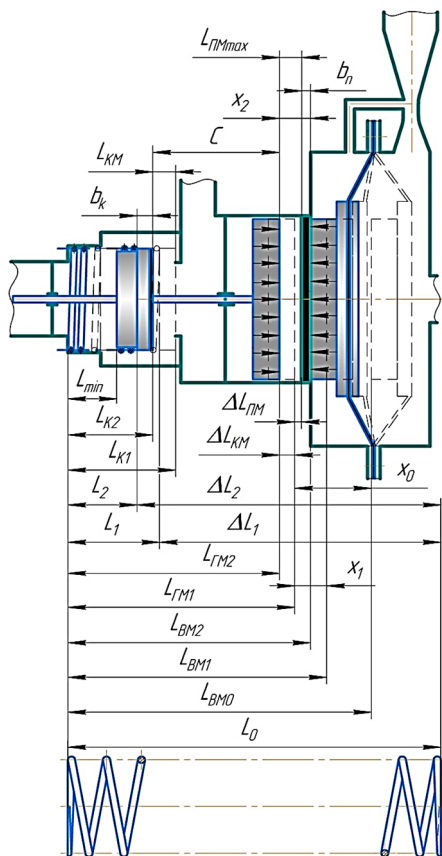 L_ПМmax
b_п
x_2
C
L_КМ
b_k
L_min
ΔL_ПМ
L_К2
ΔL_КМ
L_К1
x_0
L_2
ΔL_2
L_1
ΔL_1
L_ГМ2
x_1
L_ГМ1
L_ВМ2
L_ВМ1
L_ВМ0
L_0